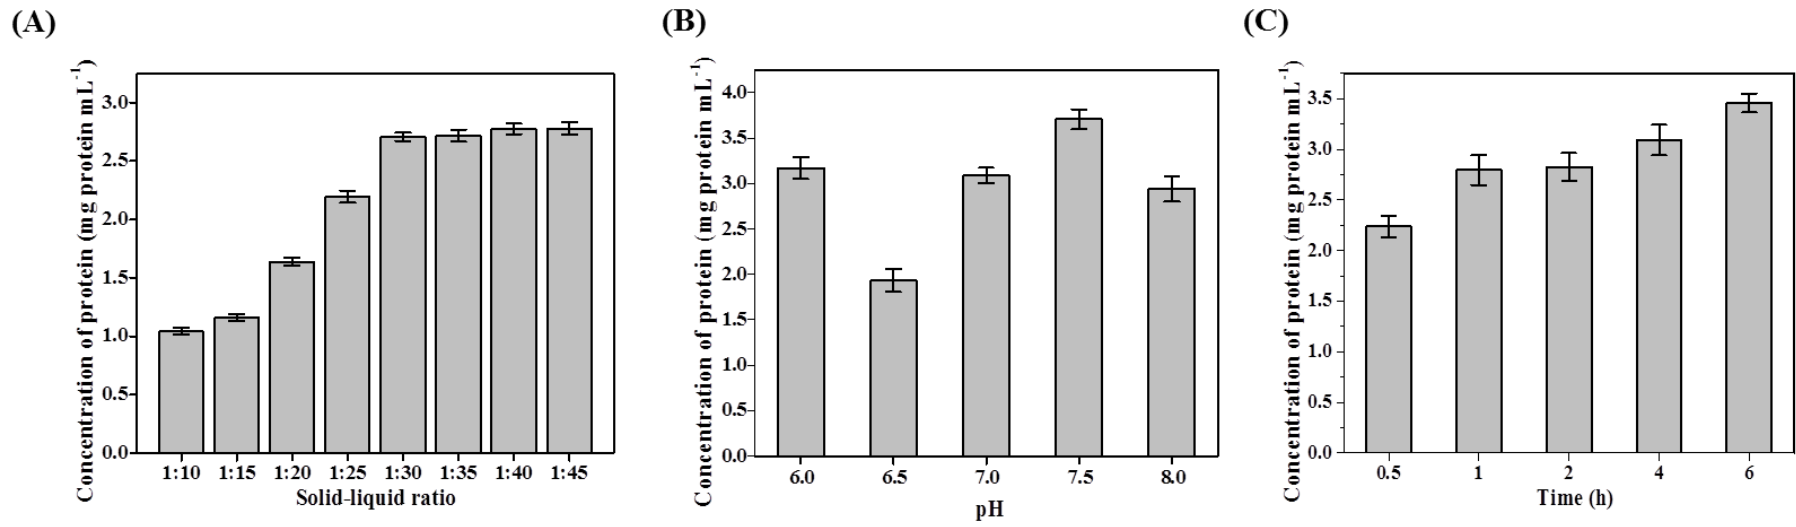 (A)
Concentration of protein (mg protein mL⁻¹)
3.0
2.5
2.0
1.5
1.0
0.5
0.0
1:10 1:15 1:20 1:25 1:30 1:35 1:40 1:45
Solid-liquid ratio
(B)
Concentration of protein (mg protein mL⁻¹)
4.0
3.5
3.0
2.5
2.0
1.5
1.0
0.5
0.0
6.0 6.5 7.0 7.5 8.0
pH
(C)
Concentration of protein (mg protein mL⁻¹)
3.5
3.0
2.5
2.0
1.5
1.0
0.5
0.0
0.5 1 2 4 6
Time (h)